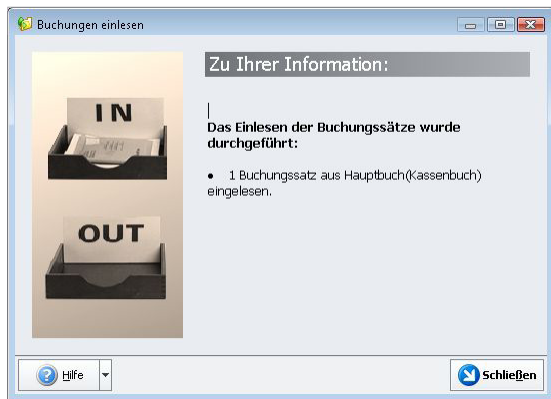 Buchungen einlesen
IN
OUT
Zu Ihrer Information:
Das Einlesen der Buchungssätze wurde
durchgeführt:
• 1 Buchungssatz aus Hauptbuch(Kassenbuch)
eingelesen.
Hilfe
Schließen